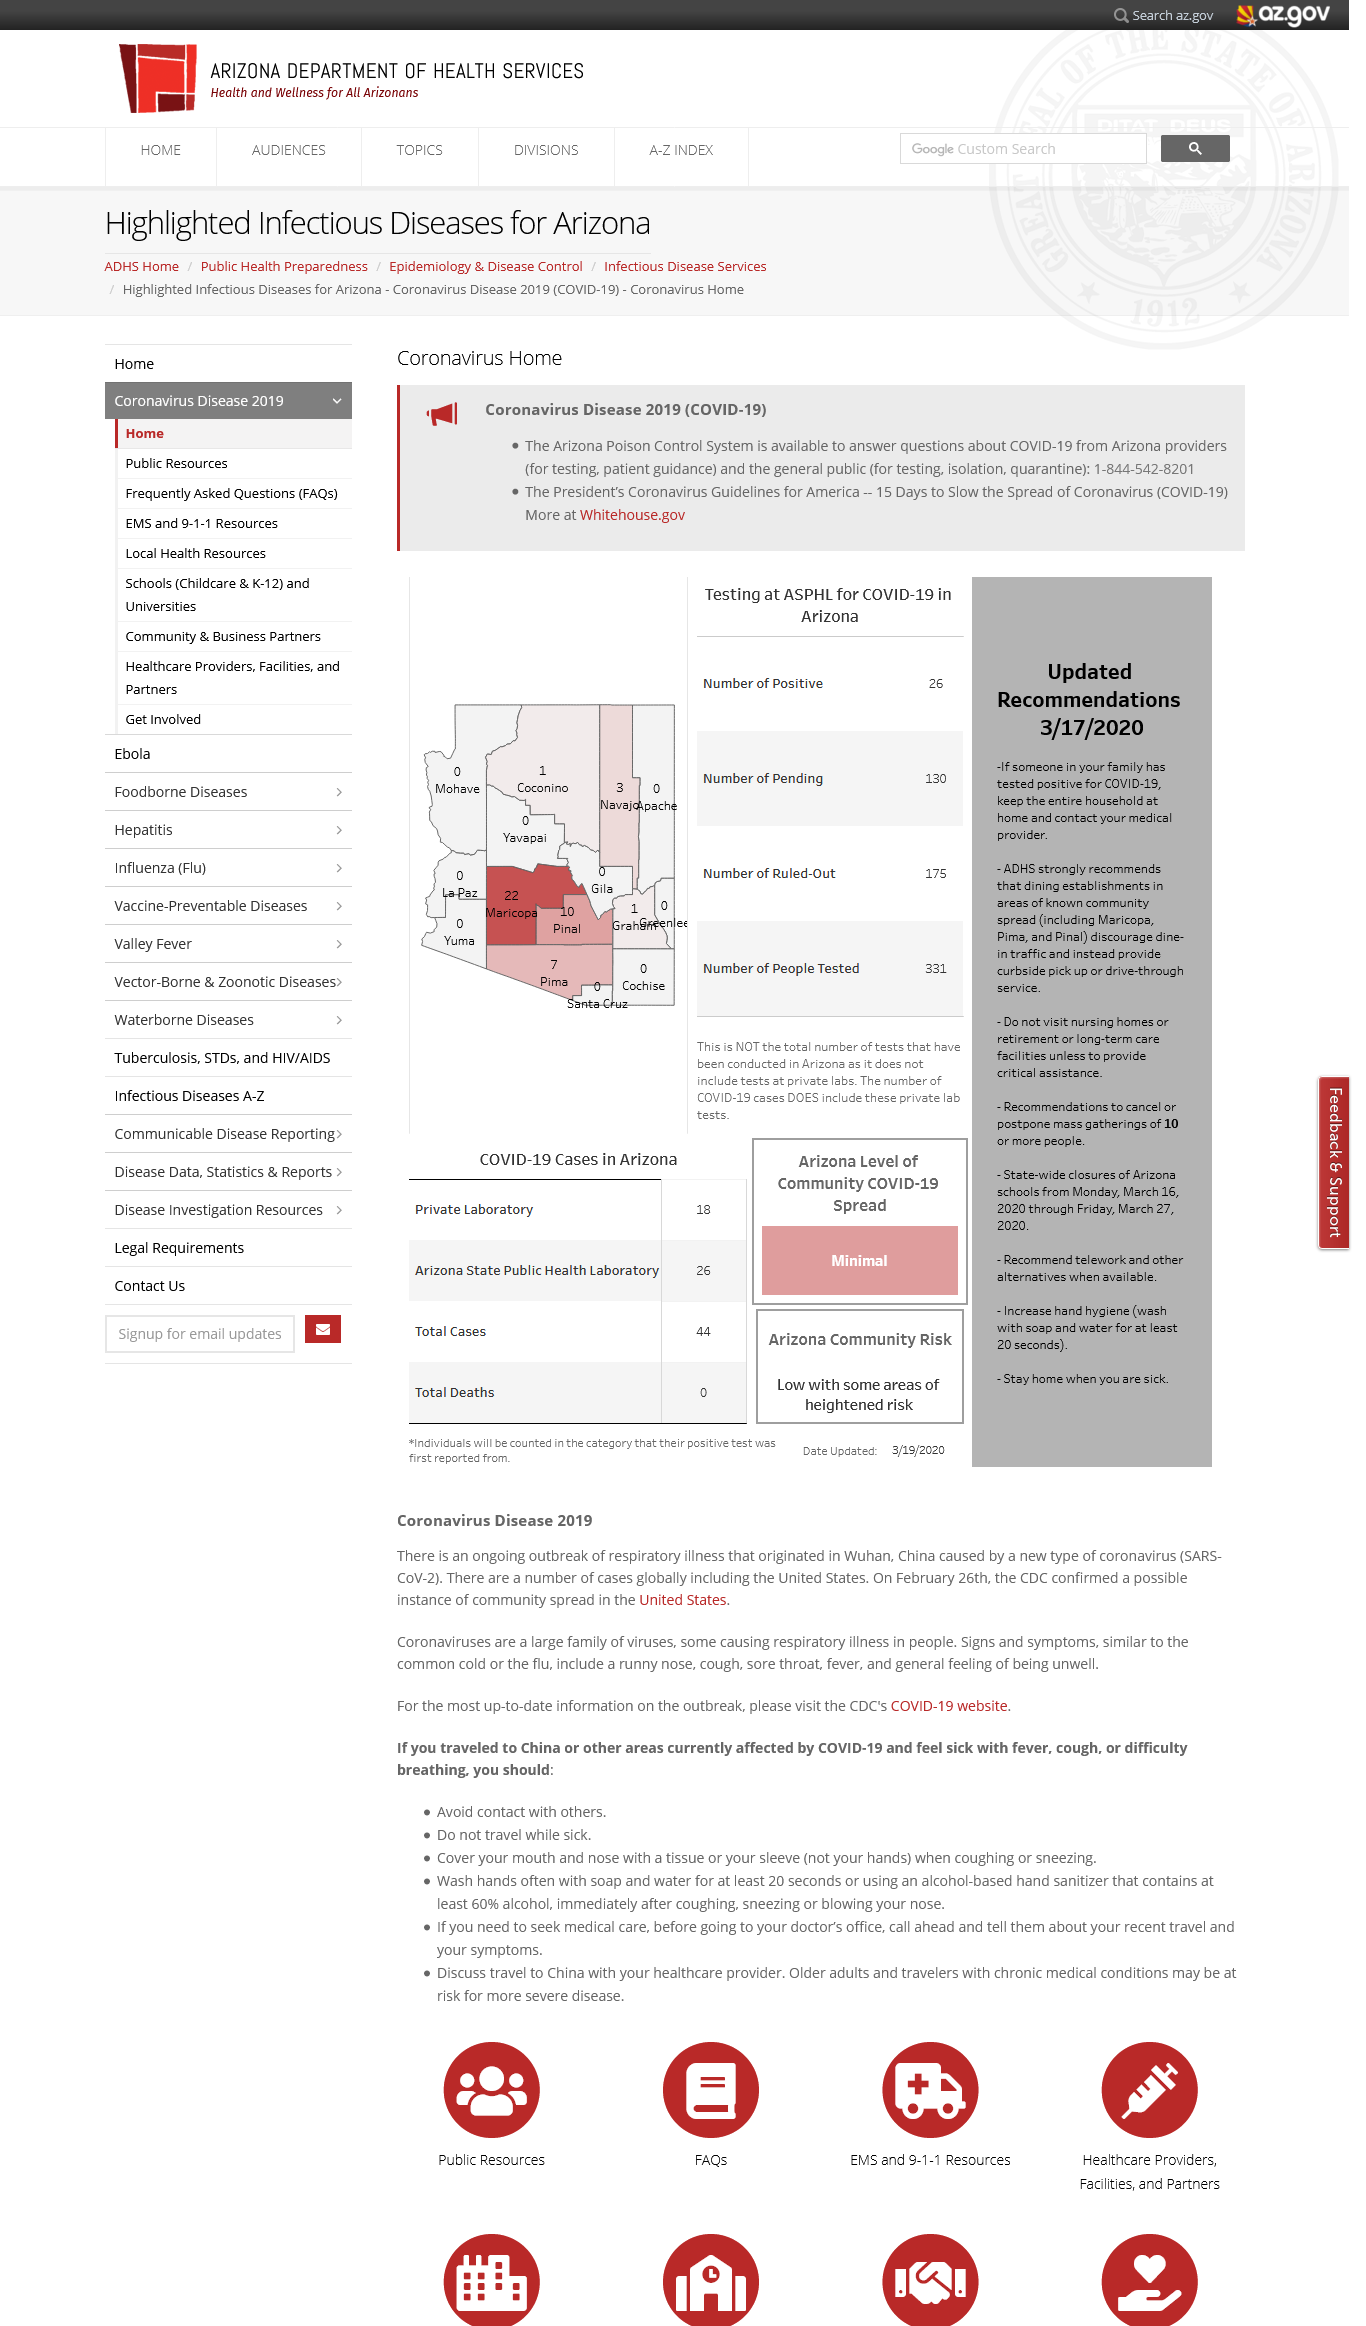 Search az.gov
az.gov
ARIZONA DEPARTMENT OF HEALTH SERVICES
Health and Wellness for All Arizonans
HOME
AUDIENCES
TOPICS
DIVISIONS
A-Z INDEX
Google Custom Search
GREAT SEAL OF THE STATE OF ARIZONA
DITAT DEUS
1912
Highlighted Infectious Diseases for Arizona
ADHS Home / Public Health Preparedness / Epidemiology & Disease Control / Infectious Disease Services
/ Highlighted Infectious Diseases for Arizona - Coronavirus Disease 2019 (COVID-19) - Coronavirus Home
Home
Coronavirus Disease 2019
Home
Public Resources
Frequently Asked Questions (FAQs)
EMS and 9-1-1 Resources
Local Health Resources
Schools (Childcare & K-12) and
Universities
Community & Business Partners
Healthcare Providers, Facilities, and
Partners
Get Involved
Ebola
Foodborne Diseases
Hepatitis
Influenza (Flu)
Vaccine-Preventable Diseases
Valley Fever
Vector-Borne & Zoonotic Diseases
Waterborne Diseases
Tuberculosis, STDs, and HIV/AIDS
Infectious Diseases A-Z
Communicable Disease Reporting
Disease Data, Statistics & Reports
Disease Investigation Resources
Legal Requirements
Contact Us
Signup for email updates
Coronavirus Home
Coronavirus Disease 2019 (COVID-19)
• The Arizona Poison Control System is available to answer questions about COVID-19 from Arizona providers
(for testing, patient guidance) and the general public (for testing, isolation, quarantine): 1-844-542-8201
• The President's Coronavirus Guidelines for America -- 15 Days to Slow the Spread of Coronavirus (COVID-19)
More at Whitehouse.gov
0
Mohave
1
Coconino
3
Navajo
0
Apache
0
Yavapai
0
La Paz
22
Maricopa
0
Gila
10
Pinal
1
Graham
0
Greenlee
0
Yuma
7
Pima
0
Santa Cruz
0
Cochise
Testing at ASPHL for COVID-19 in
Arizona
Number of Positive 26
Number of Pending 130
Number of Ruled-Out 175
Number of People Tested 331
This is NOT the total number of tests that have
been conducted in Arizona as it does not
include tests at private labs. The number of
COVID-19 cases DOES include these private lab
tests.
COVID-19 Cases in Arizona
Private Laboratory 18
Arizona State Public Health Laboratory 26
Total Cases 44
Total Deaths 0
*Individuals will be counted in the category that their positive test was
first reported from.
Arizona Level of
Community COVID-19
Spread
Minimal
Arizona Community Risk
Low with some areas of
heightened risk
Date Updated: 3/19/2020
Updated
Recommendations
3/17/2020
-If someone in your family has
tested positive for COVID-19,
keep the entire household at
home and contact your medical
provider.
- ADHS strongly recommends
that dining establishments in
areas of known community
spread (including Maricopa,
Pima, and Pinal) discourage dine-
in traffic and instead provide
curbside pick up or drive-through
service.
- Do not visit nursing homes or
retirement or long-term care
facilities unless to provide
critical assistance.
- Recommendations to cancel or
postpone mass gatherings of 10
or more people.
- State-wide closures of Arizona
schools from Monday, March 16,
2020 through Friday, March 27,
2020.
- Recommend telework and other
alternatives when available.
- Increase hand hygiene (wash
with soap and water for at least
20 seconds).
- Stay home when you are sick.
Feedback & Support
Coronavirus Disease 2019
There is an ongoing outbreak of respiratory illness that originated in Wuhan, China caused by a new type of coronavirus (SARS-
CoV-2). There are a number of cases globally including the United States. On February 26th, the CDC confirmed a possible
instance of community spread in the United States.
Coronaviruses are a large family of viruses, some causing respiratory illness in people. Signs and symptoms, similar to the
common cold or the flu, include a runny nose, cough, sore throat, fever, and general feeling of being unwell.
For the most up-to-date information on the outbreak, please visit the CDC's COVID-19 website.
If you traveled to China or other areas currently affected by COVID-19 and feel sick with fever, cough, or difficulty
breathing, you should:
• Avoid contact with others.
• Do not travel while sick.
• Cover your mouth and nose with a tissue or your sleeve (not your hands) when coughing or sneezing.
• Wash hands often with soap and water for at least 20 seconds or using an alcohol-based hand sanitizer that contains at
least 60% alcohol, immediately after coughing, sneezing or blowing your nose.
• If you need to seek medical care, before going to your doctor’s office, call ahead and tell them about your recent travel and
your symptoms.
• Discuss travel to China with your healthcare provider. Older adults and travelers with chronic medical conditions may be at
risk for more severe disease.
Public Resources
FAQs
EMS and 9-1-1 Resources
Healthcare Providers,
Facilities, and Partners